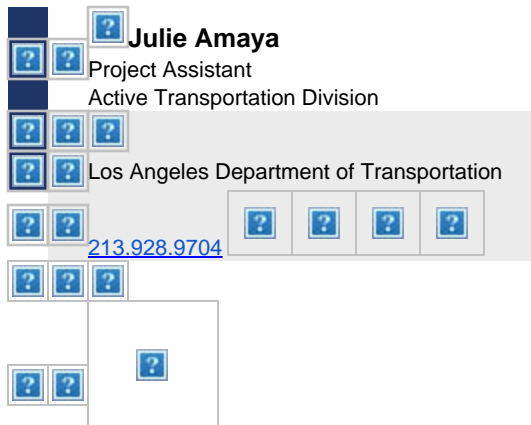 Julie Amaya
Project Assistant
Active Transportation Division
Los Angeles Department of Transportation
213.928.9704